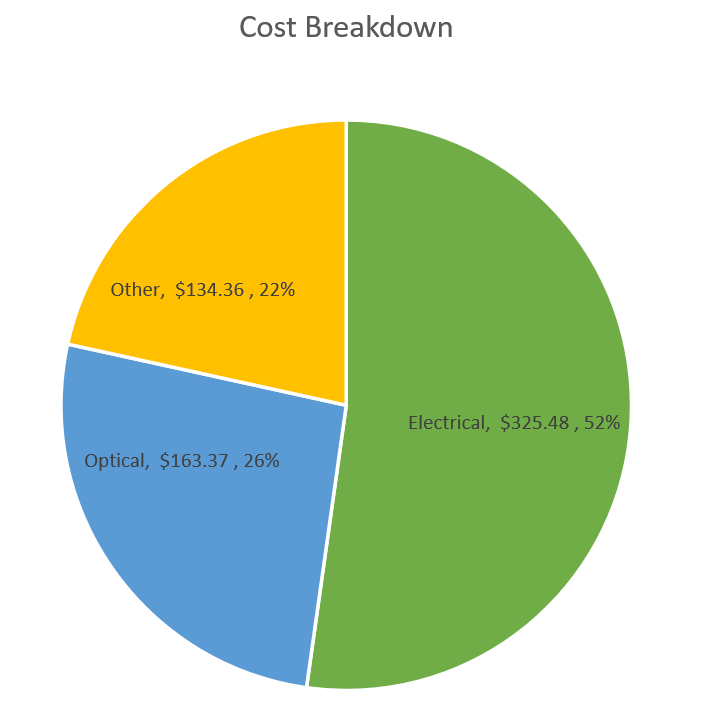 Cost Breakdown
Other,  $134.36 , 22%
Electrical,  $325.48 , 52%
Optical,  $163.37 , 26%